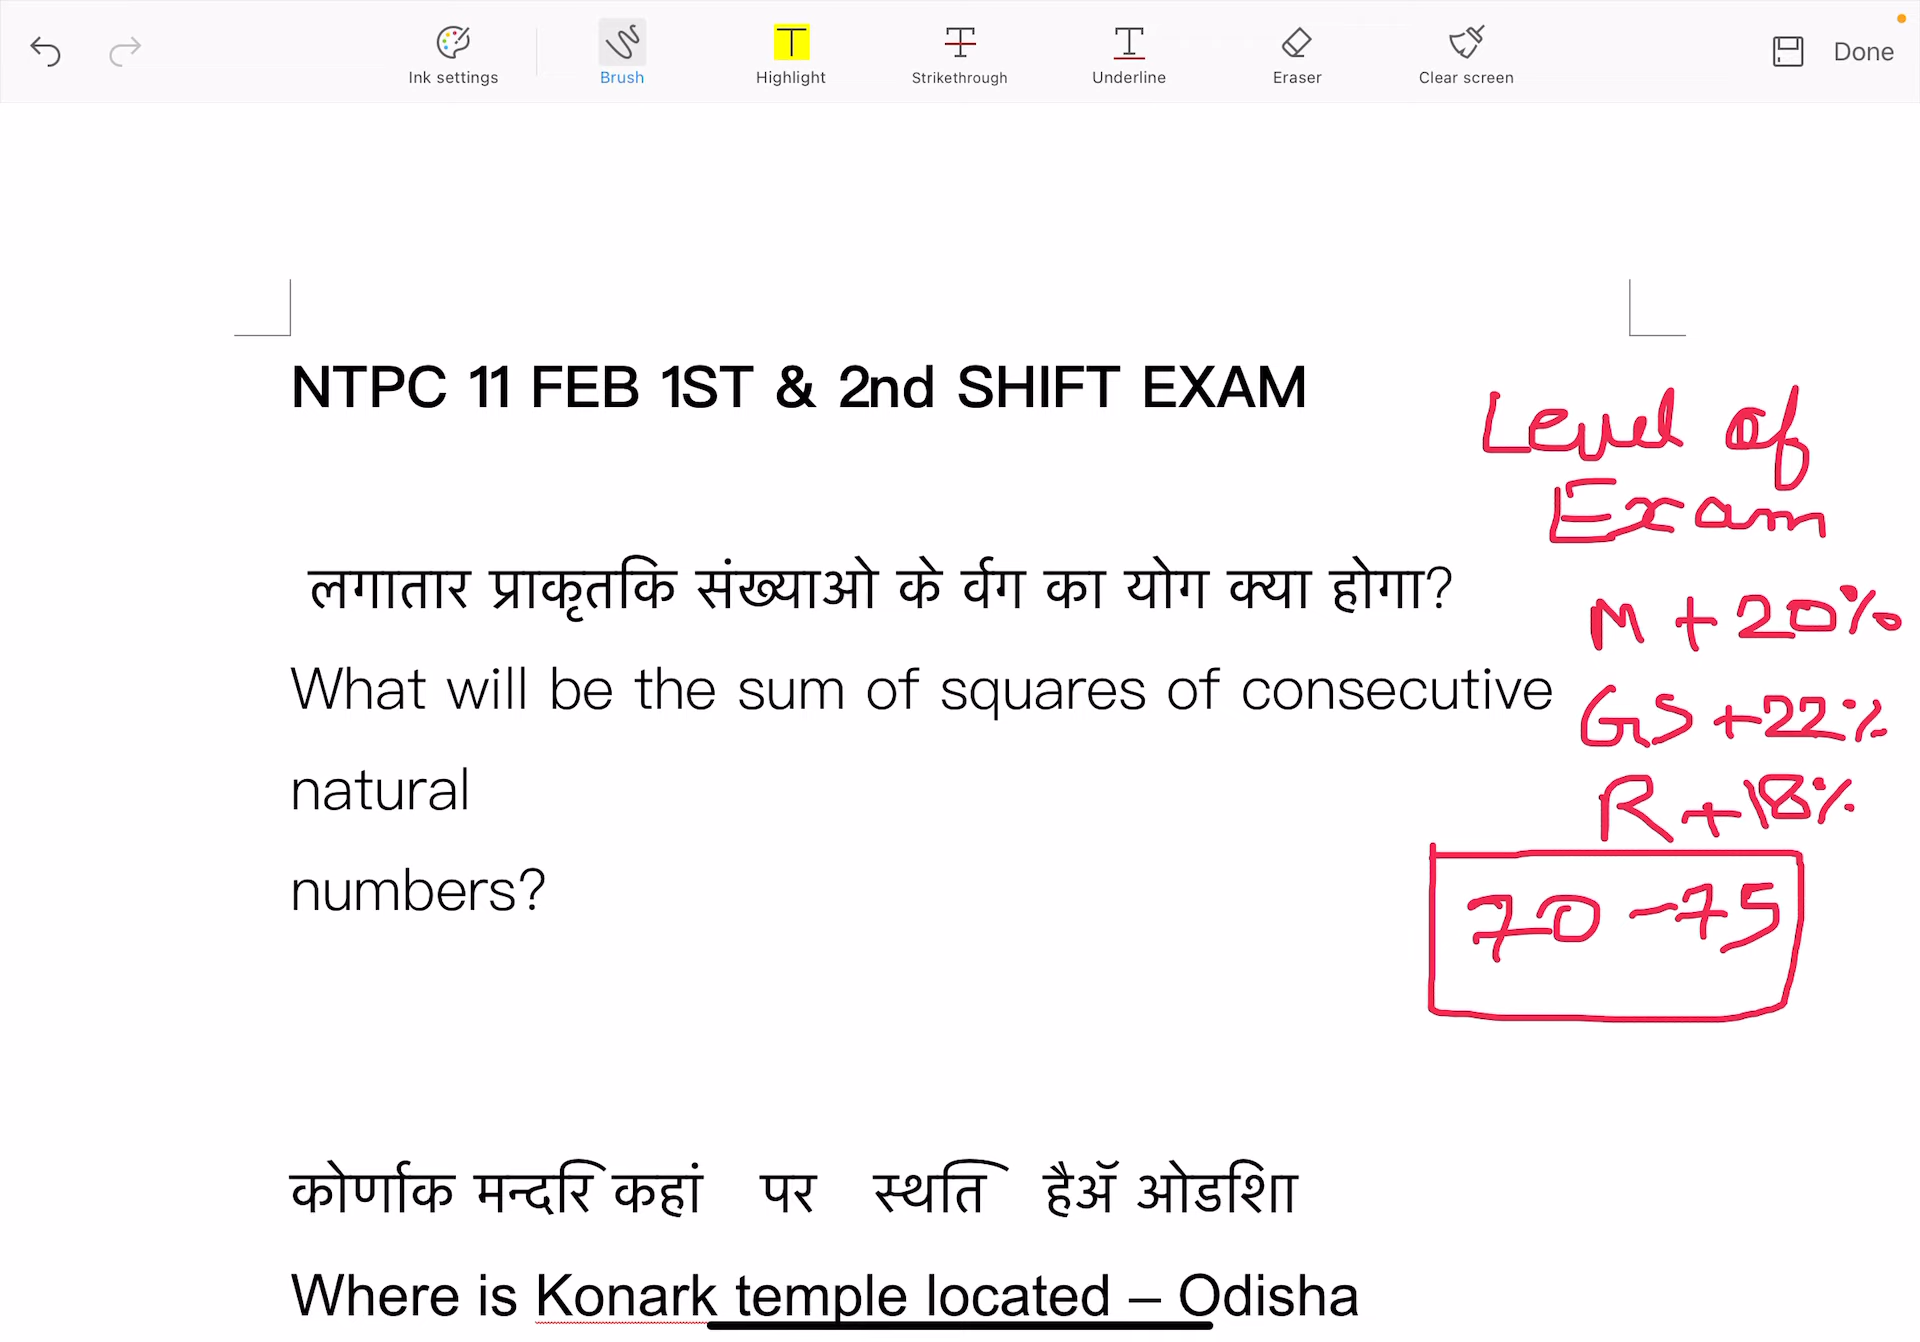 Ink settings
Brush
Highlight
Strikethrough
Underline
Eraser
Clear screen
Done
NTPC 11 FEB 1ST & 2nd SHIFT EXAM
Level of
Exam
लगातार प्राकृतकि संख्याओ के र्वग का योग क्या होगा?
M + 20%
What will be the sum of squares of consecutive
GS + 22%
natural
R + 18%
numbers?
70 - 75
कोर्णाक मन्दरि कहां पर स्थति हैॲ ओडशिा
Where is Konark temple located – Odisha